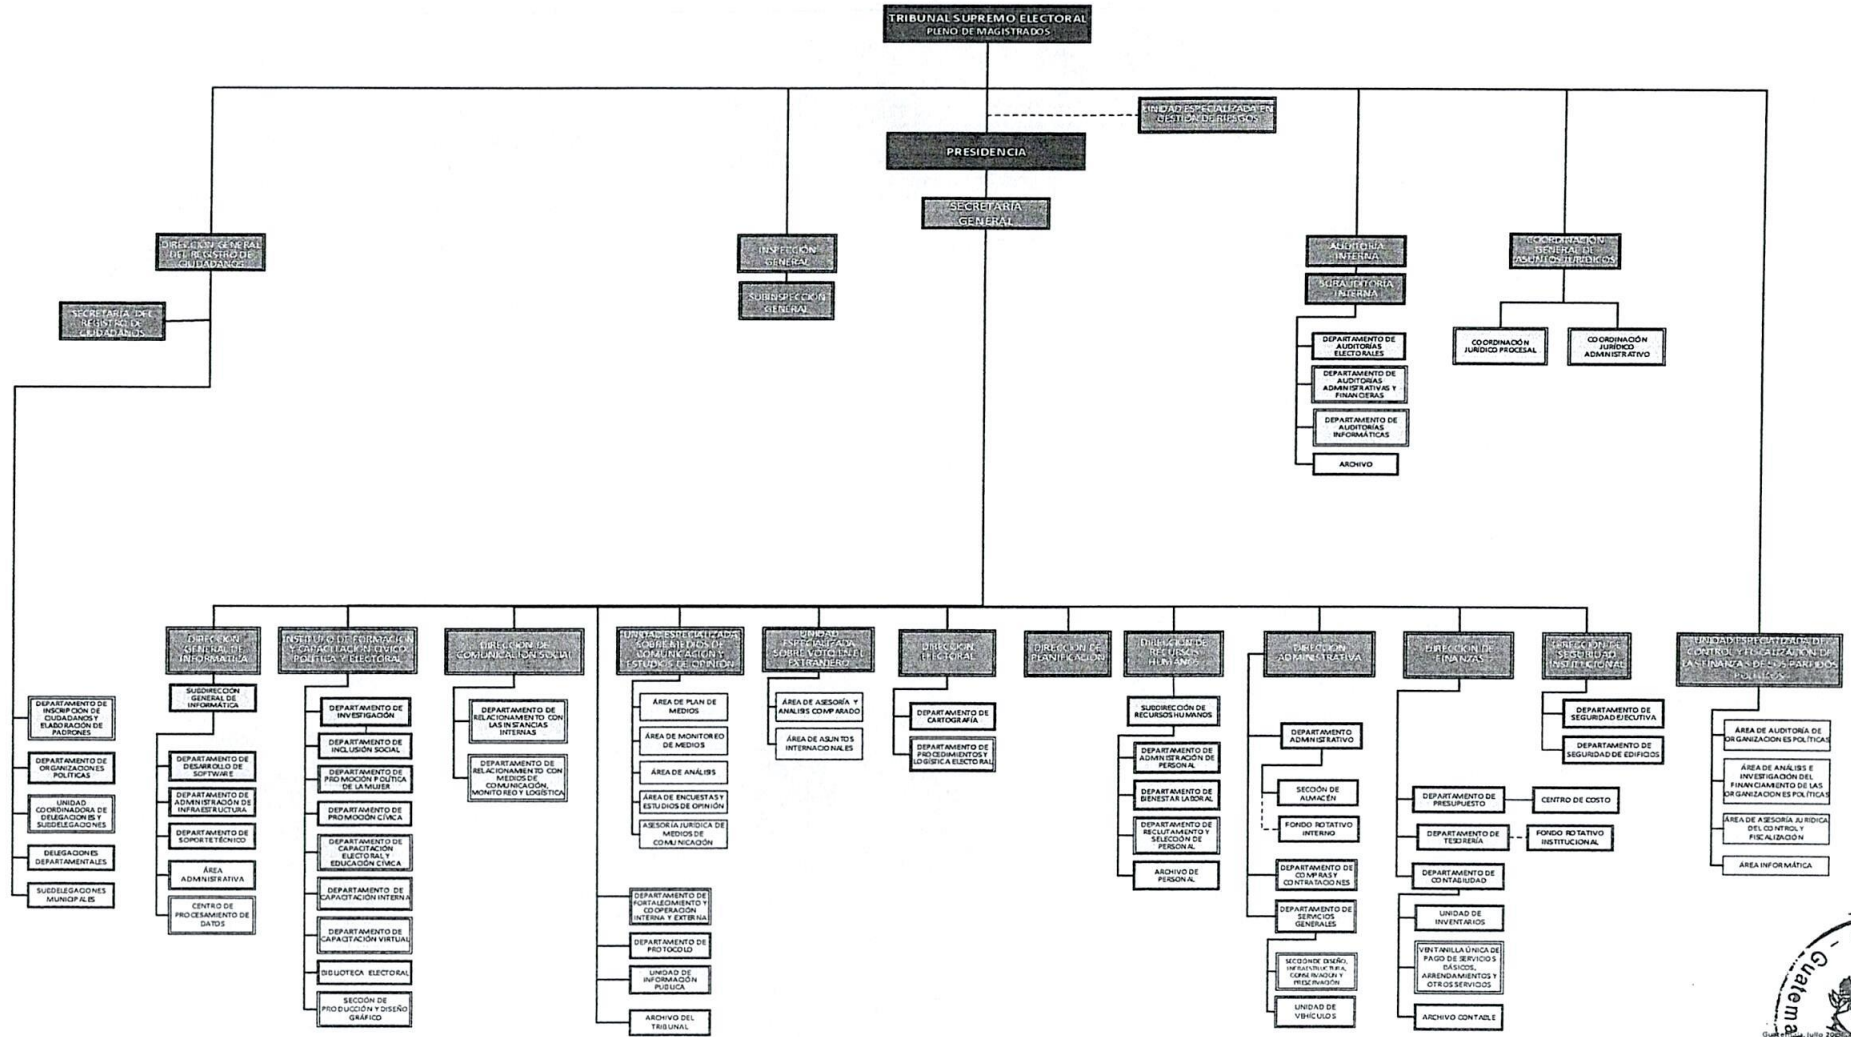 TRIBUNAL SUPREMO ELECTORAL
PLENO DE MAGISTRADOS
UNIDAD ESPECIALIZADA EN
GESTIÓN DE RIESGOS
PRESIDENCIA
SECRETARÍA
GENERAL
DIRECCIÓN GENERAL
DEL REGISTRO DE
CIUDADANOS
SECRETARÍA DEL
REGISTRO DE
CIUDADANOS
INSPECCIÓN
GENERAL
SUBINSPECCIÓN
GENERAL
AUDITORÍA
INTERNA
SUBAUDITORÍA
INTERNA
DEPARTAMENTO DE
AUDITORÍAS
ELECTORALES
DEPARTAMENTO DE
AUDITORÍAS
ADMINISTRATIVAS Y
FINANCIERAS
DEPARTAMENTO DE
AUDITORÍAS
INFORMÁTICAS
ARCHIVO
COORDINACIÓN
GENERAL DE
ASUNTOS JURÍDICOS
COORDINACIÓN
JURÍDICO PROCESAL
COORDINACIÓN
JURÍDICO
ADMINISTRATIVO
DEPARTAMENTO DE
INSCRIPCIÓN DE
CIUDADANOS Y
ELABORACIÓN DE
PADRONES
DEPARTAMENTO DE
ORGANIZACIONES
POLÍTICAS
UNIDAD
COORDINADORA DE
DELEGACIONES Y
SUBDELEGACIONES
DELEGACIONES
DEPARTAMENTALES
SUBDELEGACIONES
MUNICIPALES
DIRECCIÓN
GENERAL DE
INFORMÁTICA
SUBDIRECCIÓN
GENERAL DE
INFORMÁTICA
DEPARTAMENTO DE
DESARROLLO DE
SOFTWARE
DEPARTAMENTO DE
ADMINISTRACIÓN DE
INFRAESTRUCTURA
DEPARTAMENTO DE
SOPORTE TÉCNICO
ÁREA
ADMINISTRATIVA
CENTRO DE
PROCESAMIENTO DE
DATOS
INSTITUTO DE FORMACIÓN
Y CAPACITACIÓN CÍVICO
POLÍTICA Y ELECTORAL
DEPARTAMENTO DE
INVESTIGACIÓN
DEPARTAMENTO DE
INCLUSIÓN SOCIAL
DEPARTAMENTO DE
PROMOCIÓN POLÍTICA
DE LA MUJER
DEPARTAMENTO DE
PROMOCIÓN CÍVICA
DEPARTAMENTO DE
CAPACITACIÓN
ELECTORAL Y
EDUCACIÓN CÍVICA
DEPARTAMENTO DE
CAPACITACIÓN INTERNA
DEPARTAMENTO DE
CAPACITACIÓN VIRTUAL
BIBLIOTECA ELECTORAL
SECCIÓN DE
PRODUCCIÓN Y DISEÑO
GRÁFICO
DIRECCIÓN DE
COMUNICACIÓN SOCIAL
DEPARTAMENTO DE
RELACIONAMIENTO CON
LAS INSTANCIAS
INTERNAS
DEPARTAMENTO DE
RELACIONAMIENTO CON
MEDIOS DE
COMUNICACIÓN,
MONITOREO Y LOGÍSTICA
UNIDAD ESPECIALIZADA
SOBRE MEDIOS DE
COMUNICACIÓN Y
ESTUDIOS DE OPINIÓN
ÁREA DE PLAN DE
MEDIOS
ÁREA DE MONITOREO
DE MEDIOS
ÁREA DE ANÁLISIS
ÁREA DE ENCUESTAS Y
ESTUDIOS DE OPINIÓN
ASESORÍA JURÍDICA DE
MEDIOS DE
COMUNICACIÓN
DEPARTAMENTO DE
FORTALECIMIENTO Y
COOPERACIÓN
INTERNA Y EXTERNA
DEPARTAMENTO DE
PROTOCOLO
UNIDAD DE
INFORMACIÓN
PUBLICA
ARCHIVO DEL
TRIBUNAL
UNIDAD
ESPECIALIZADA
SOBRE VOTO EN EL
EXTRANJERO
ÁREA DE ASESORÍA Y
ANALISIS COMPARADO
ÁREA DE ASUNTOS
INTERNACIONALES
DIRECCIÓN
ELECTORAL
DEPARTAMENTO DE
CARTOGRAFÍA
DEPARTAMENTO DE
PROCEDIMIENTOS Y
LOGÍSTICA ELECTORAL
DIRECCIÓN DE
PLANIFICACIÓN
DIRECCIÓN DE
RECURSOS
HUMANOS
SUBDIRECCIÓN DE
RECURSOS HUMANOS
DEPARTAMENTO DE
ADMINISTRACIÓN DE
PERSONAL
DEPARTAMENTO DE
BIENESTAR LABORAL
DEPARTAMENTO DE
RECLUTAMIENTO Y
SELECCIÓN DE
PERSONAL
ARCHIVO DE
PERSONAL
DIRECCIÓN
ADMINISTRATIVA
DEPARTAMENTO
ADMINISTRATIVO
SECCIÓN DE
ALMACÉN
FONDO ROTATIVO
INTERNO
DEPARTAMENTO DE
COMPRAS Y
CONTRATACIONES
DEPARTAMENTO DE
SERVICIOS
GENERALES
SECCIÓN DE DISEÑO,
INFRAESTRUCTURA,
CONSERVACIÓN Y
PRESERVACIÓN
UNIDAD DE
VEHÍCULOS
DIRECCIÓN DE
FINANZAS
DEPARTAMENTO DE
PRESUPUESTO
CENTRO DE COSTO
DEPARTAMENTO DE
TESORERÍA
FONDO ROTATIVO
INSTITUCIONAL
DEPARTAMENTO DE
CONTABILIDAD
UNIDAD DE
INVENTARIOS
VENTANILLA ÚNICA DE
PAGO DE SERVICIOS
BÁSICOS,
ARRENDAMIENTOS Y
OTROS SERVICIOS
ARCHIVO CONTABLE
DIRECCIÓN DE
SEGURIDAD
INSTITUCIONAL
DEPARTAMENTO DE
SEGURIDAD EJECUTIVA
DEPARTAMENTO DE
SEGURIDAD DE EDIFICIOS
UNIDAD ESPECIALIZADA DE
CONTROL Y FISCALIZACIÓN DE
LAS FINANZAS DE LOS PARTIDOS
POLÍTICOS
ÁREA DE AUDITORÍA DE
ORGANIZACIONES POLÍTICAS
ÁREA DE ANÁLISIS E
INVESTIGACIÓN DEL
FINANCIAMIENTO DE LAS
ORGANIZACIONES POLÍTICAS
ÁREA DE ASESORÍA JURÍDICA
DEL CONTROL Y
FISCALIZACIÓN
ÁREA INFORMÁTICA
Guatema
Guatemala, Julio